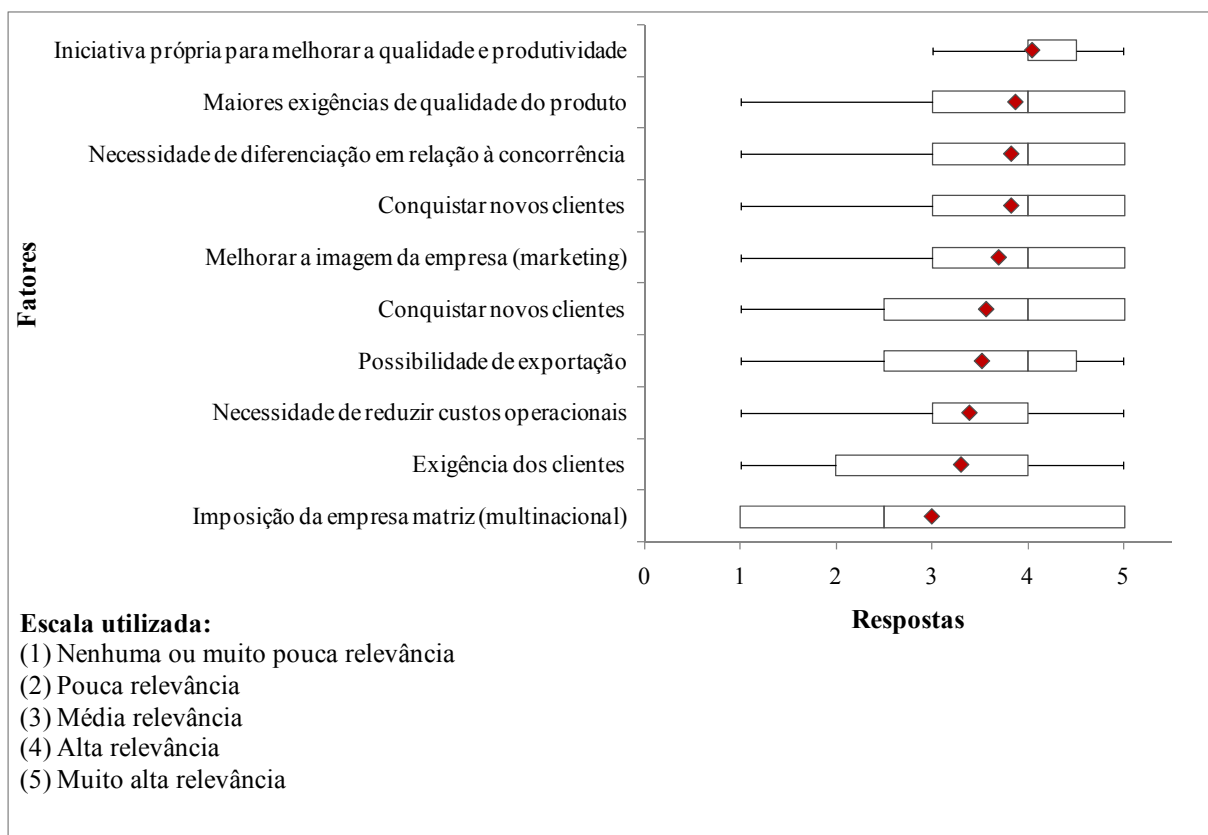 Iniciativa própria para melhorar a qualidade e produtividade
Maiores exigências de qualidade do produto
Necessidade de diferenciação em relação à concorrência
Conquistar novos clientes
Melhorar a imagem da empresa (marketing)
Conquistar novos clientes
Possibilidade de exportação
Necessidade de reduzir custos operacionais
Exigência dos clientes
Imposição da empresa matriz (multinacional)
Fatores
0 1 2 3 4 5
Respostas
Escala utilizada:
(1) Nenhuma ou muito pouca relevância
(2) Pouca relevância
(3) Média relevância
(4) Alta relevância
(5) Muito alta relevância